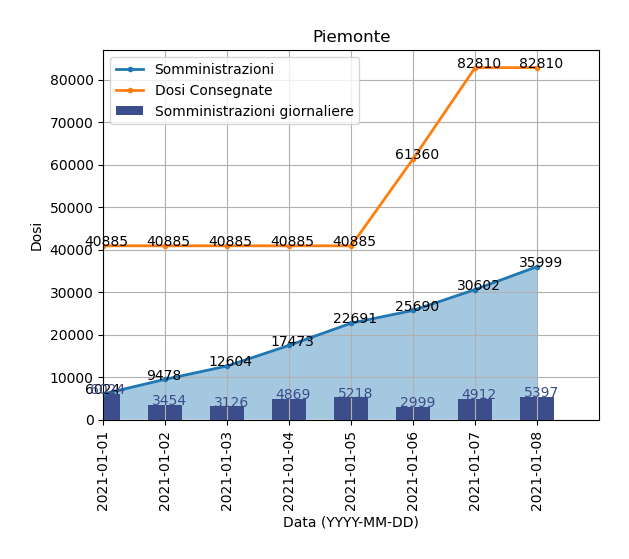 Piemonte
Somministrazioni
Dosi Consegnate
Somministrazioni giornaliere
Dosi
80000
70000
60000
50000
40000
30000
20000
10000
0
40885 40885 40885 40885 40885 61360 82810 82810
6024 9478 12604 17473 22691 25690 30602 35999
6024 3454 3126 4869 5218 2999 4912 5397
2021-01-01
2021-01-02
2021-01-03
2021-01-04
2021-01-05
2021-01-06
2021-01-07
2021-01-08
Data (YYYY-MM-DD)